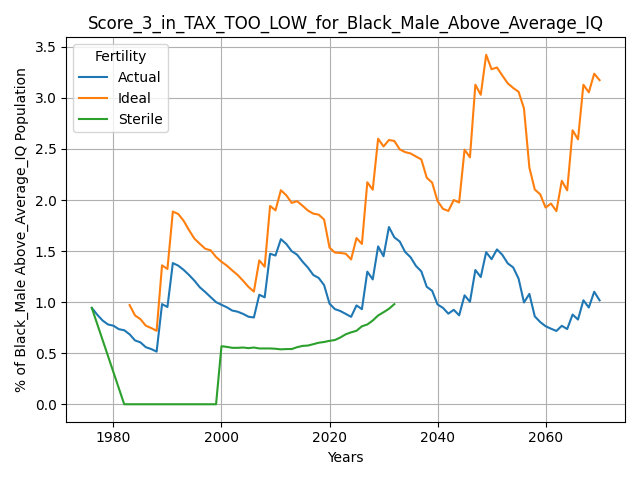 Score_3_in_TAX_TOO_LOW_for_Black_Male_Above_Average_IQ
Fertility
Actual
Ideal
Sterile
% of Black_Male Above_Average_IQ Population
3.5
3.0
2.5
2.0
1.5
1.0
0.5
0.0
1980 2000 2020 2040 2060
Years